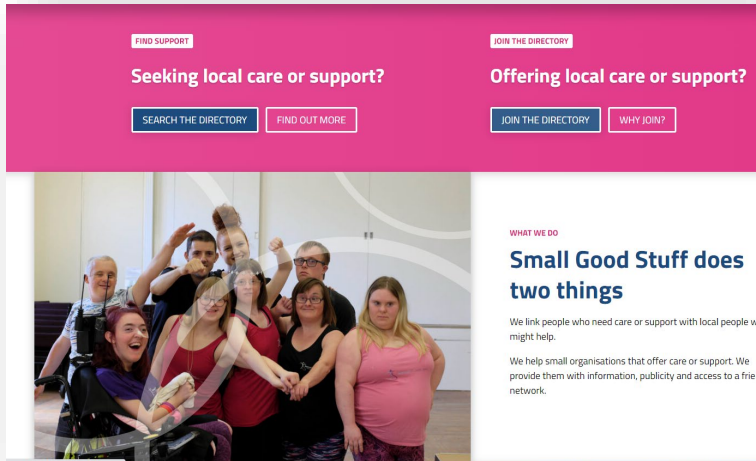 FIND SUPPORT
Seeking local care or support?
SEARCH THE DIRECTORY
FIND OUT MORE
JOIN THE DIRECTORY
Offering local care or support?
JOIN THE DIRECTORY
WHY JOIN?
WHAT WE DO
Small Good Stuff does
two things
We link people who need care or support with local people
might help.
We help small organisations that offer care or support. We
provide them with information, publicity and access to a
network.